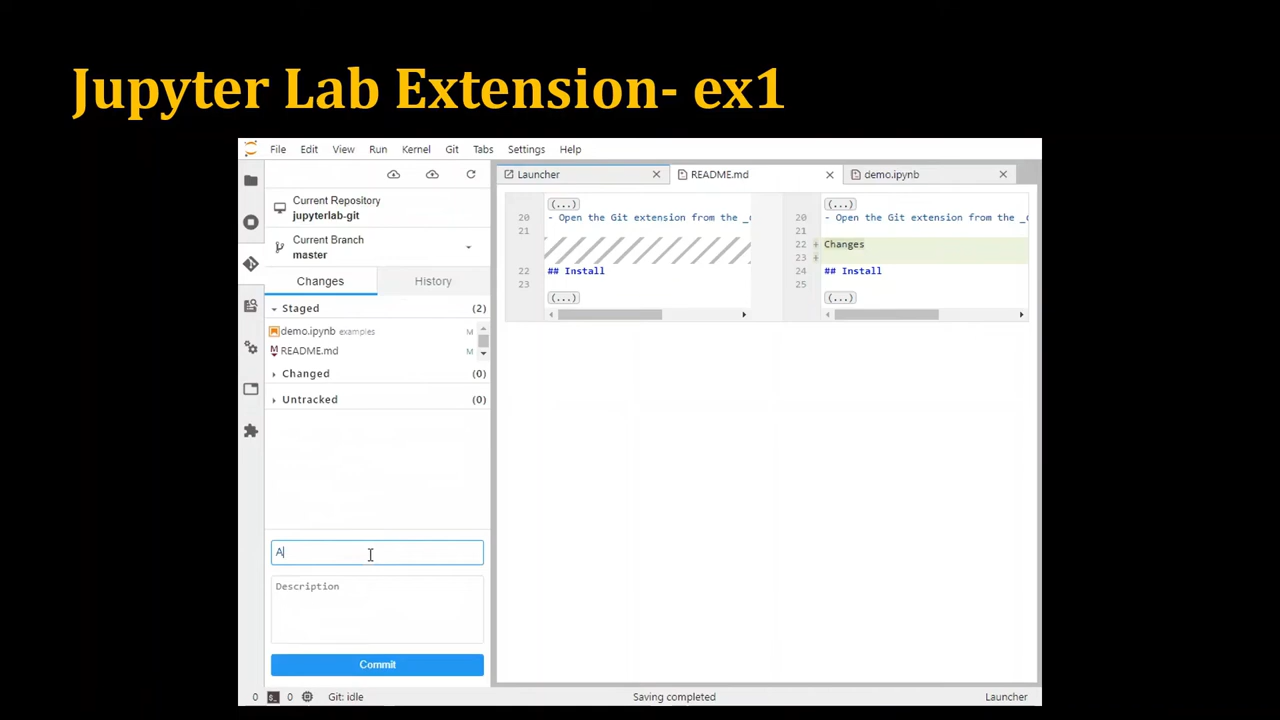 Jupyter Lab Extension- ex1
File Edit View Run Kernel Git Tabs Settings Help
Current Repository
jupyterlab-git
Current Branch
master
Changes History
Staged (2)
demo.ipynb examples M
README.md M
Changed (0)
Untracked (0)
A
Description
Commit
Launcher README.md demo.ipynb
(...)
20 - Open the Git extension from the _
21
22 ## Install
23
(...)
(...)
20 - Open the Git extension from the _
21
22 + Changes
23 +
24 ## Install
25
(...)
0 $_ 0 Git: idle Saving completed Launcher